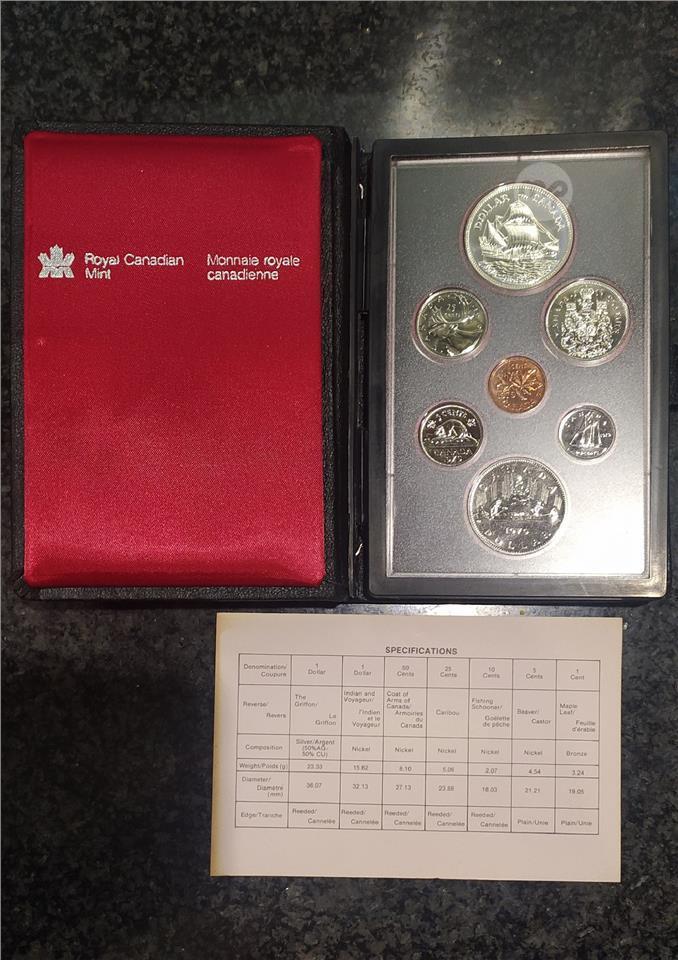 Royal Canadian Mint
Monnaie royale canadienne
DOLLAR CANADA
25 CENTS
5 CENTS
CANADA
CANADA
1979
DOLLAR
SPECIFICATIONS
Denomination/ Coupure 1 Dollar 1 Dollar 50 Cents 25 Cents 10 Cents 5 Cents 1 Cent
Reverse/ Revers The Griffon/ Le Griffon Indian and Voyageur/ l'Indien et le Voyageur Coat of Arms of Canada/ Armoiries du Canada Caribou Fishing Schooner/ Goélette de pêche Beaver/ Castor Maple Leaf/ Feuille d'érable
Composition Silver/Argent (50%AG-50% CU) Nickel Nickel Nickel Nickel Nickel Bronze
Weight/Poids (g) 23.33 15.62 8.10 5.05 2.07 4.54 3.24
Diameter/ Diamètre (mm) 36.07 32.13 27.13 23.88 18.03 21.21 19.05
Edge/Tranche Reeded/ Cannelée Reeded/ Cannelée Reeded/ Cannelée Reeded/ Cannelée Reeded/ Cannelée Plain/Unie Plain/Unie